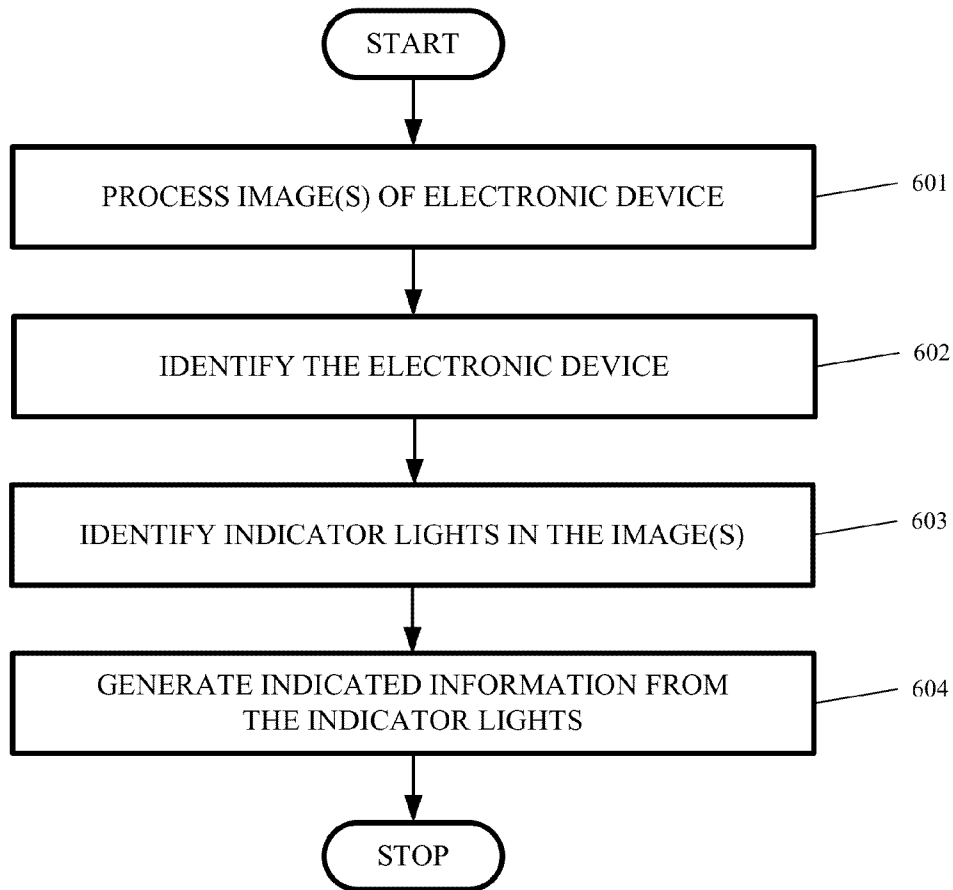 START
PROCESS IMAGE(S) OF ELECTRONIC DEVICE
601
IDENTIFY THE ELECTRONIC DEVICE
602
IDENTIFY INDICATOR LIGHTS IN THE IMAGE(S)
603
GENERATE INDICATED INFORMATION FROM
THE INDICATOR LIGHTS
604
STOP